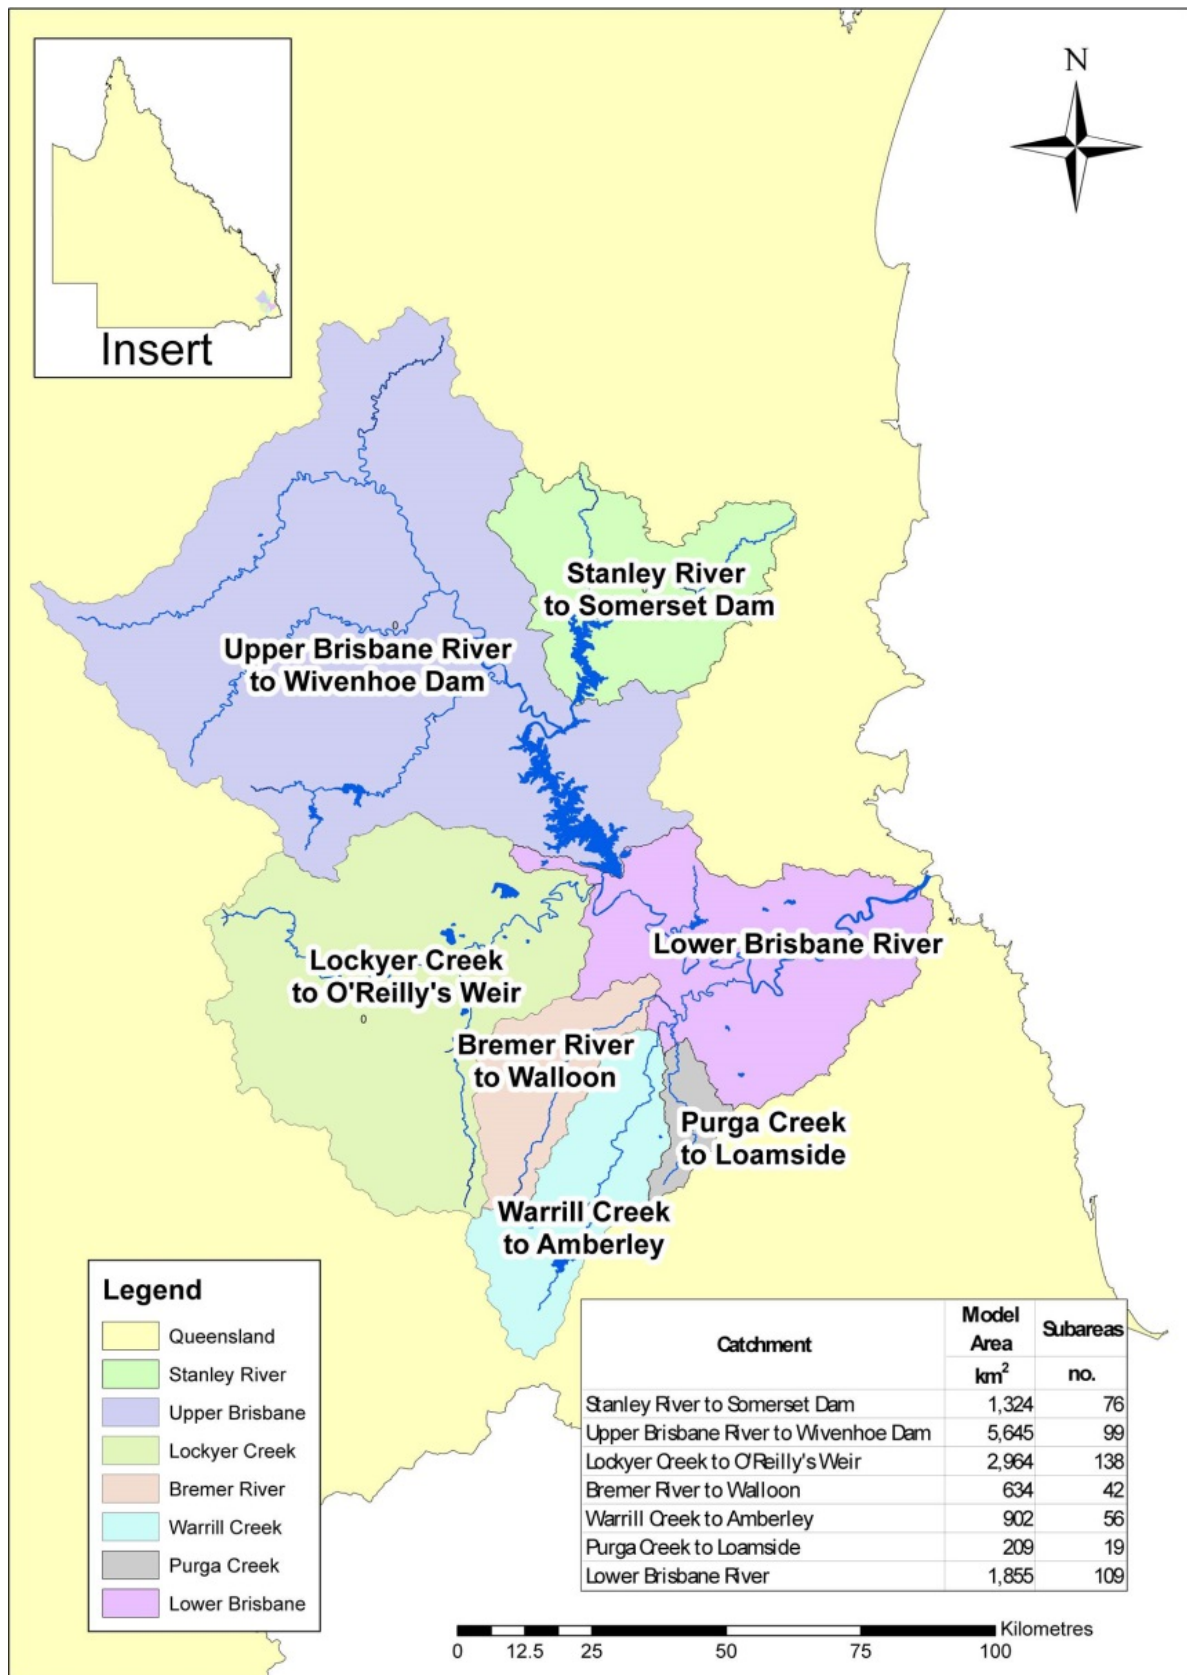 N
Insert
Stanley River
to Somerset Dam
0
Upper Brisbane River
to Wivenhoe Dam
Lower Brisbane River
Lockyer Creek
to O'Reilly's Weir
0
Bremer River
to Walloon
Purga Creek
to Loamside
Warrill Creek
to Amberley
Legend
Queensland
Stanley River
Upper Brisbane
Lockyer Creek
Bremer River
Warrill Creek
Purga Creek
Lower Brisbane
Catchment Model Area Subareas
km² no.
Stanley River to Somerset Dam 1,324 76
Upper Brisbane River to Wivenhoe Dam 5,645 99
Lockyer Creek to O'Reilly's Weir 2,964 138
Bremer River to Walloon 634 42
Warrill Creek to Amberley 902 56
Purga Creek to Loamside 209 19
Lower Brisbane River 1,855 109
Kilometres
0 12.5 25 50 75 100